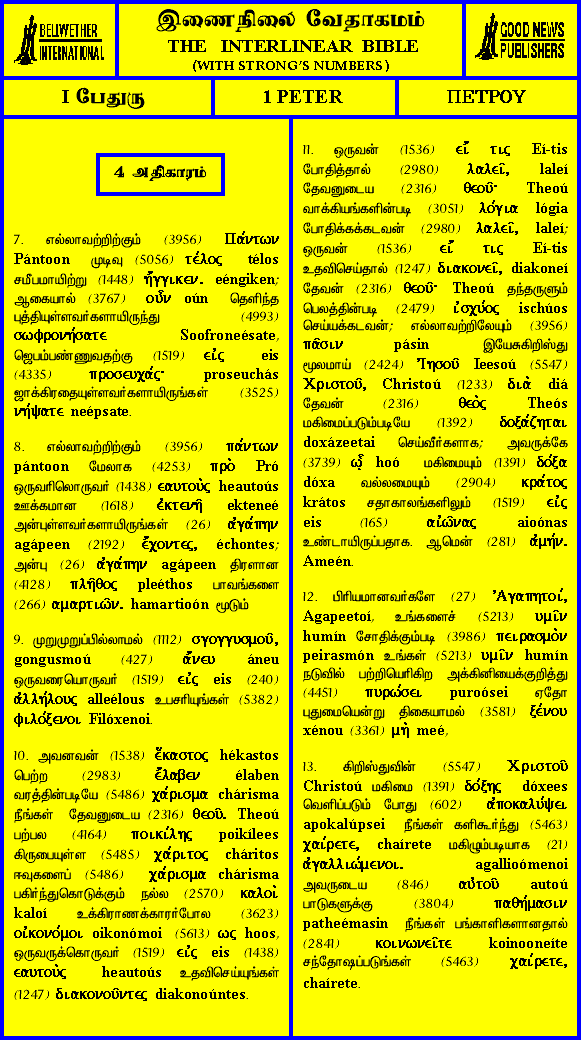 BELLWETHER
INTERNATIONAL
இணைநிலை வேதாகமம்
THE INTERLINEAR BIBLE
(WITH STRONG'S NUMBERS)
GOOD NEWS
PUBLISHERS
I பேதுரு
1 PETER
ΠΕΤΡΟΥ
4 அதிகாரம்
7. எல்லாவற்றிற்கும் (3956) Πάντων
Pántoon முடிவு (5056) τέλος télos
சமீபமாயிற்று (1448) ἤγγικεν. eéngiken;
ஆகையால் (3767) οὖν oún தெளிந்த
புத்தியுள்ளவர்களாயிருந்து (4993)
σωφρονήσατε Soofroneésate,
ஜெபம்பண்ணுவதற்கு (1519) εἰς eis
(4335) προσευχάς· proseuchás
ஜாக்கிரதையுள்ளவர்களாயிருங்கள் (3525)
νήψατε neépsate.
8. எல்லாவற்றிற்கும் (3956) πάντων
pántoon மேலாக (4253) πρὸ Pró
ஒருவரிலொருவர் (1438) εαυτοὺς heautoús
ஊக்கமான (1618) ἐκτενῆ ekteneé
அன்புள்ளவர்களாயிருங்கள் (26) ἀγάπην
agápeen (2192) ἔχοντες, échontes;
அன்பு (26) ἀγάπην agápeen திரளான
(4128) πλῆθος pleéthos பாவங்களை
(266) αμαρτιῶν. hamartioón மூடும்
9. முறுமுறுப்பில்லாமல் (1112) σγογγυσμοῦ,
gongusmoú (427) ἄνευ áneu
ஒருவரையொருவர் (1519) εἰς eis (240)
ἀλλήλους alleélous உபசரியுங்கள் (5382)
φιλόξενοι Filóxenoi.
10. அவனவன் (1538) ἕκαστος hékastos
பெற்ற (2983) ἔλαβεν élaben
வரத்தின்படியே (5486) χάρισμα chárisma
நீங்கள் தேவனுடைய (2316) θεοῦ. Theoú
பற்பல (4164) ποικίλης poikílees
கிருபையுள்ள (5485) χάριτος cháritos
ஈவுகளைப் (5486) χάρισμα chárisma
பகிர்ந்துகொடுக்கும் நல்ல (2570) καλοὶ
kaloí உக்கிராணக்காரர்போல (3623)
οἰκονόμοι oikonómoi (5613) ως hoos,
ஒருவருக்கொருவர் (1519) εἰς eis (1438)
εαυτοὺς heautoús உதவிசெய்யுங்கள்
(1247) διακονοῦντες diakonoúntes.
11. ஒருவன் (1536) εἴ τις Eí-tis
போதித்தால் (2980) λαλεῖ, laleí
தேவனுடைய (2316) θεοῦ· Theoú
வாக்கியங்களின்படி (3051) λόγια lógia
போதிக்கக்கடவன் (2980) λαλεῖ, laleí;
ஒருவன் (1536) εἴ τις Eí-tis
உதவிசெய்தால் (1247) διακονεῖ, diakoneí
தேவன் (2316) θεοῦ· Theoú தந்தருளும்
பெலத்தின்படி (2479) ἰσχύος ischúos
செய்யக்கடவன்; எல்லாவற்றிலேயும் (3956)
πᾶσιν pásin இயேசுகிறிஸ்து
மூலமாய் (2424) Ἰησοῦ Ieesoú (5547)
Χριστοῦ, Christoú (1233) διὰ diá
தேவன் (2316) θεὸς Theós
மகிமைப்படும்படியே (1392) δοξάζηται
doxázeetai செய்வீர்களாக; அவருக்கே
(3739) ᾧ hoó மகிமையும் (1391) δόξα
dóxa வல்லமையும் (2904) κρατος
krátos சதாகாலங்களிலும் (1519) εἰς
eis (165) αἰῶνας aioónas
உண்டாயிருப்பதாக. ஆமென் (281) ἀμήν.
Ameén.
12. பிரியமானவர்களே (27) Ἀγαπητοί,
Agapeetoí, உங்களைச் (5213) υμῖν
humín சோதிக்கும்படி (3986) πειρασμὸν
peirasmón உங்கள் (5213) υμῖν humín
நடுவில் பற்றியெரிகிற அக்கினியைக்குறித்து
(4451) πυρώσει puroósei ஏதோ
புதுமையென்று திகையாமல் (3581) ξένου
xénou (3361) μὴ meé,
13. கிறிஸ்துவின் (5547) Χριστοῦ
Christoú மகிமை (1391) δόξης dóxees
வெளிப்படும் போது (602) ἀποκαλύψει
apokalúpsei நீங்கள் களிகூர்ந்து (5463)
χαίρετε, chaírete மகிழும்படியாக (21)
ἀγαλλιώμενοι. agallioómenoi
அவருடைய (846) αὐτοῦ autoú
பாடுகளுக்கு (3804) παθήμασιν
patheémasin நீங்கள் பங்காளிகளானதால்
(2841) κοινωνεῖτε koinooneíte
சந்தோஷப்படுங்கள் (5463) χαίρετε,
chaírete.